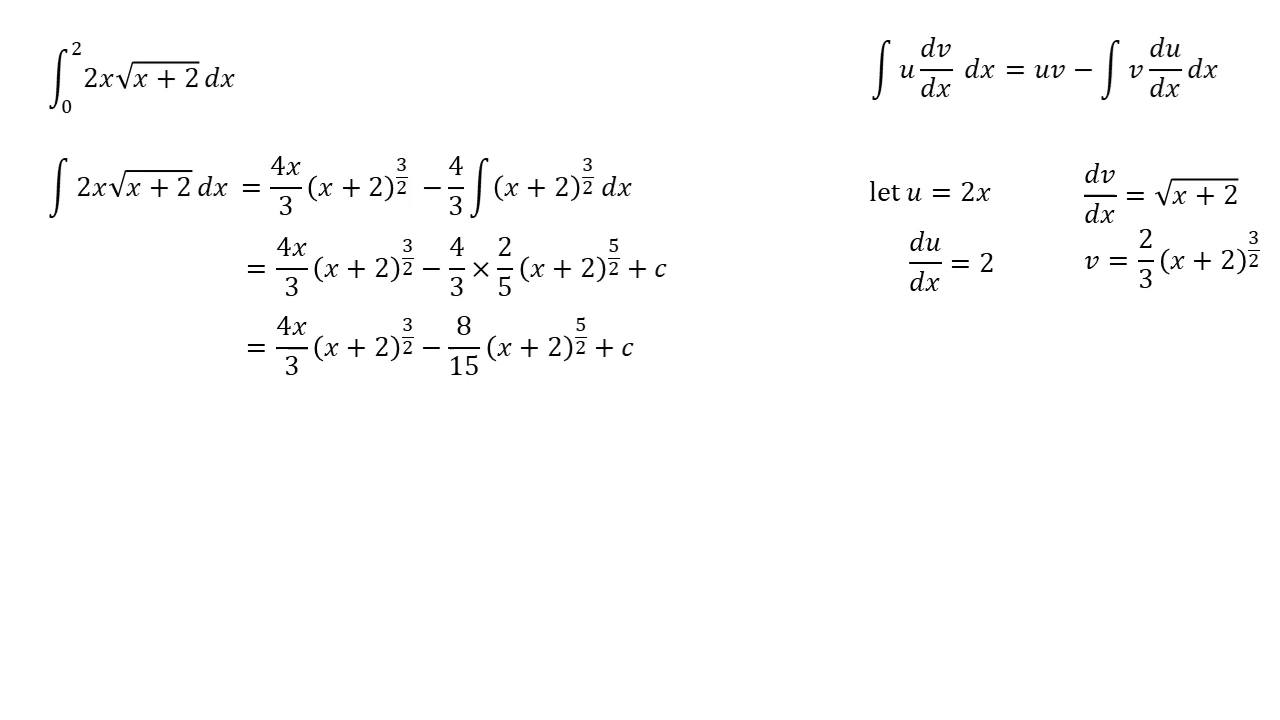 ∫₀² 2x√(x + 2) dx
∫ u dv/dx dx = uv − ∫ v du/dx dx
∫ 2x√(x + 2) dx = 4x/3 (x + 2)^(3/2) − 4/3 ∫ (x + 2)^(3/2) dx
= 4x/3 (x + 2)^(3/2) − 4/3 × 2/5 (x + 2)^(5/2) + c
= 4x/3 (x + 2)^(3/2) − 8/15 (x + 2)^(5/2) + c
let u = 2x
dv/dx = √(x + 2)
du/dx = 2
v = 2/3 (x + 2)^(3/2)